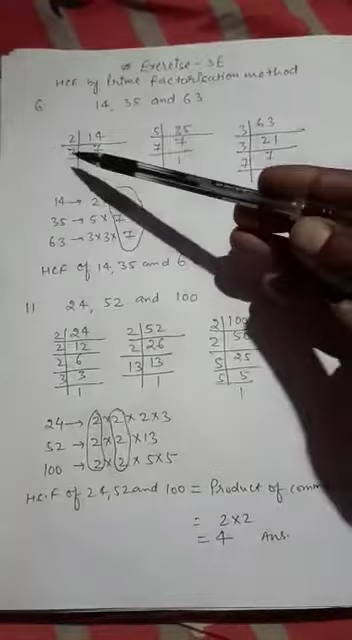 Exercise - 3E
HCF by Prime factorisation method
6 14, 35 and 63
2 | 14 5 | 35 3 | 63
7 | 7 7 | 7 3 | 21
1 7 | 7
14 → 2
35 → 5 × 7
63 → 3 × 3 × 7
HCF of 14, 35 and 6
11 24, 52 and 100
2 | 24 2 | 52 2 | 100
2 | 12 2 | 26 2 | 50
2 | 6 13 | 13 5 | 25
3 | 3 1 5 | 5
1 1
24 → 2 × 2 × 2 × 3
52 → 2 × 2 × 13
100 → 2 × 2 × 5 × 5
H.C.F of 24, 52 and 100 = Product of comm
= 2 × 2
= 4 Ans.